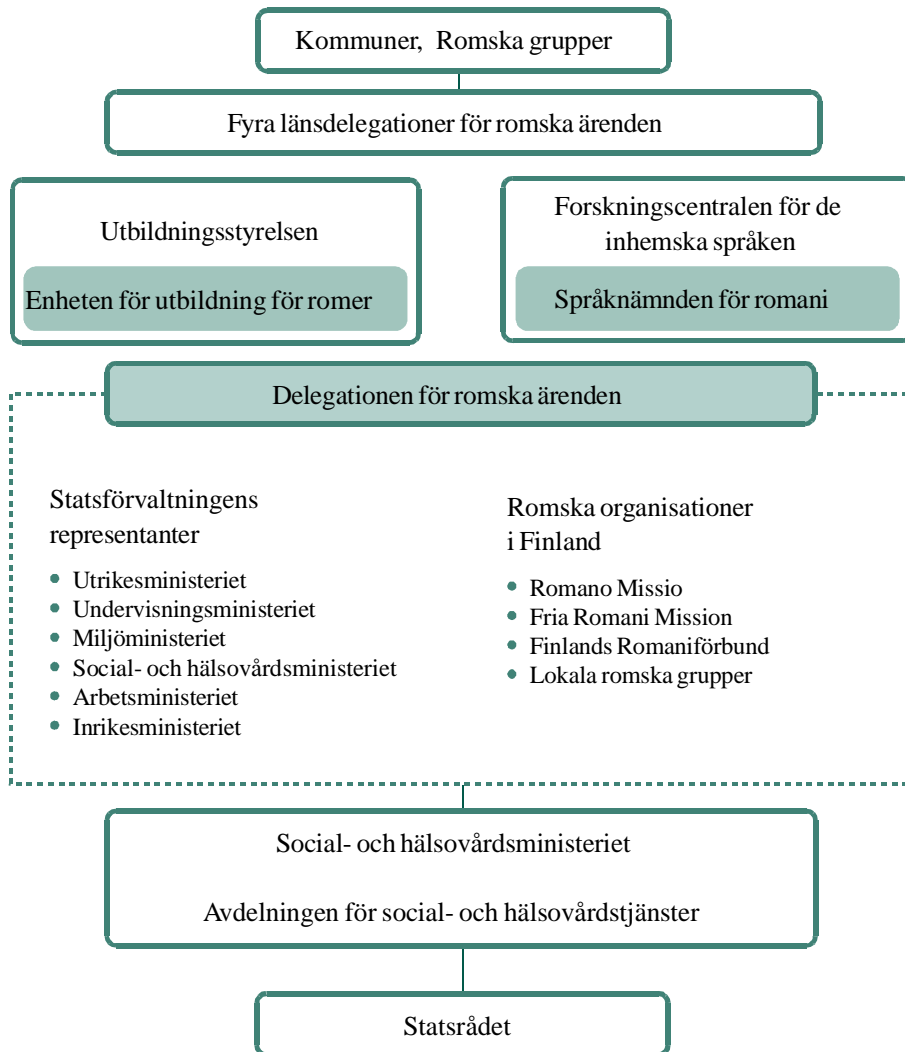 Kommuner, Romska grupper
Fyra länsdelegationer för romska ärenden
Utbildningsstyrelsen
Enheten för utbildning för romer
Forskningscentralen för de
inhemska språken
Språknämnden för romani
Delegationen för romska ärenden
Statsförvaltningens
representanter
• Utrikesministeriet
• Undervisningsministeriet
• Miljöministeriet
• Social- och hälsovårdsministeriet
• Arbetsministeriet
• Inrikesministeriet
Romska organisationer
i Finland
• Romano Missio
• Fria Romani Mission
• Finlands Romaniförbund
• Lokala romska grupper
Social- och hälsovårdsministeriet
Avdelningen för social- och hälsovårdstjänster
Statsrådet